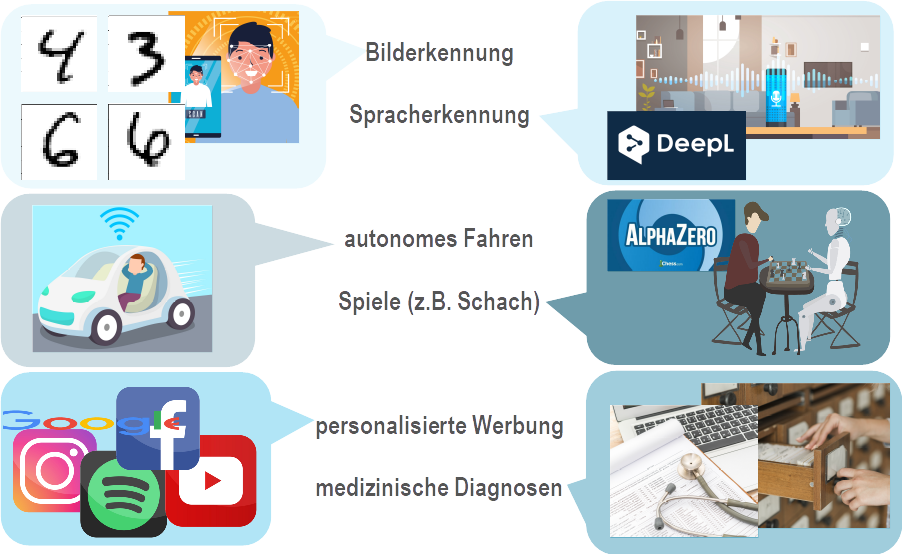 4 3
6 6
SCAN
Bilderkennung
Spracherkennung
DeepL
autonomes Fahren
ALPHAZERO
Spiele (z.B. Schach)
Google
personalisierte Werbung
medizinische Diagnosen